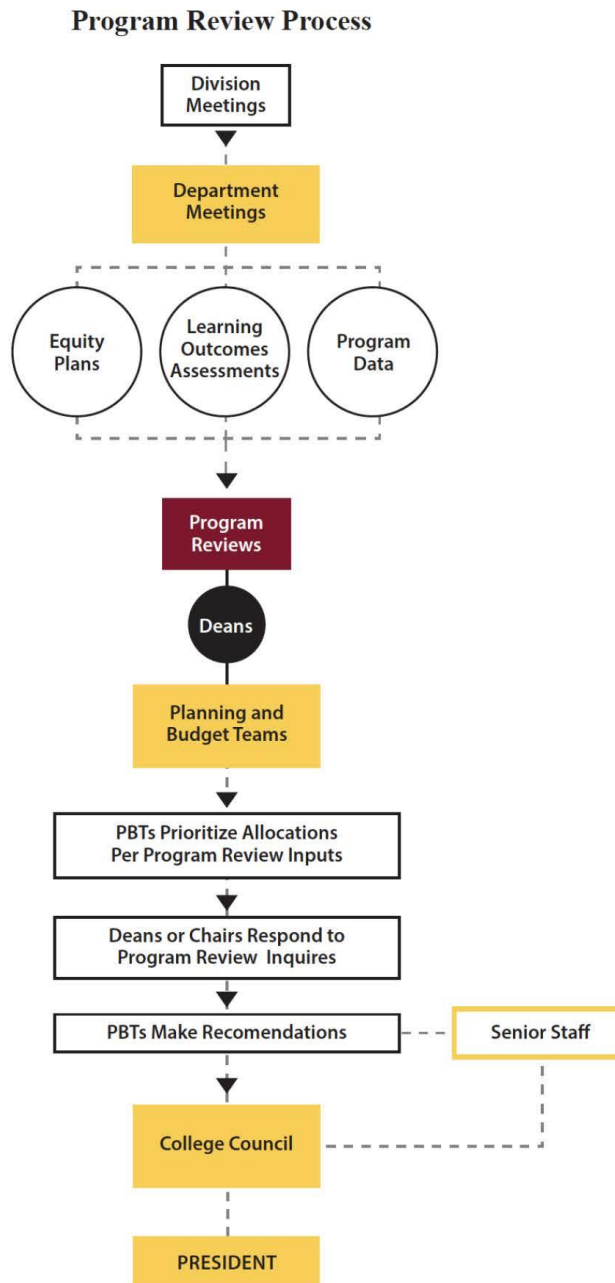 Program Review Process
Division
Meetings
Department
Meetings
Equity
Plans
Learning
Outcomes
Assessments
Program
Data
Program
Reviews
Deans
Planning and
Budget Teams
PBTs Prioritize Allocations
Per Program Review Inputs
Deans or Chairs Respond to
Program Review Inquires
PBTs Make Recomendations
Senior Staff
College Council
PRESIDENT